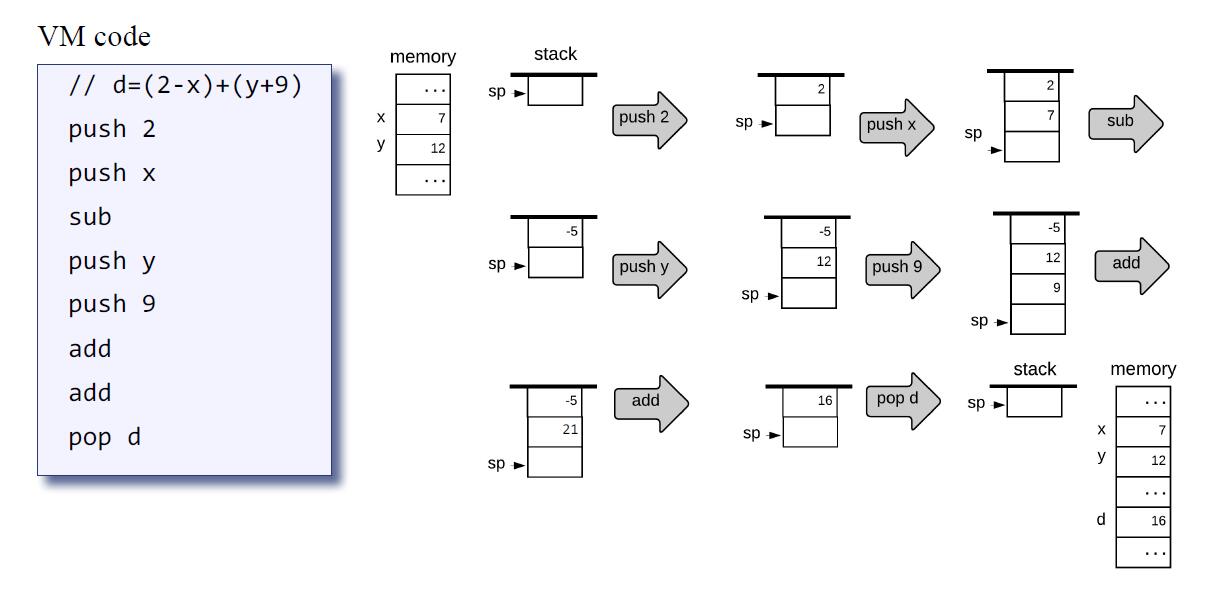 VM code
// d=(2-x)+(y+9)
push 2
push x
sub
push y
push 9
add
add
pop d
memory
...
x 7
y 12
...
stack
sp
push 2
2
sp
push x
2
7
sp
sub
-5
sp
push y
-5
12
sp
push 9
-5
12
9
sp
add
-5
21
sp
add
16
sp
pop d
stack
sp
memory
...
x 7
y 12
...
d 16
...